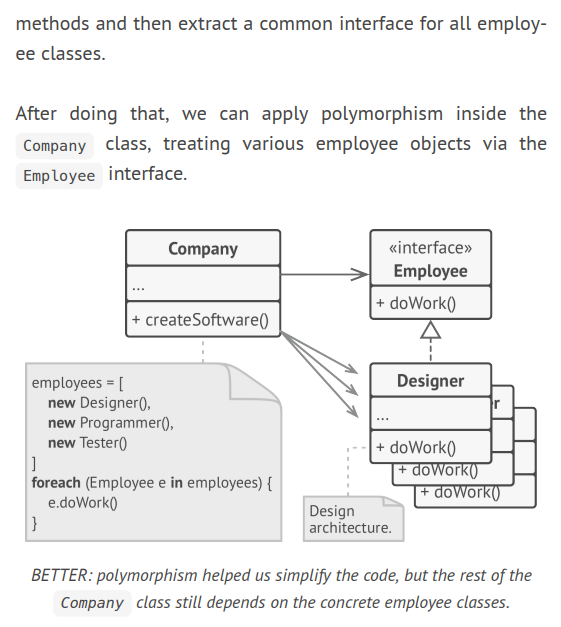 methods and then extract a common interface for all employ-
ee classes.
After doing that, we can apply polymorphism inside the
Company class, treating various employee objects via the
Employee interface.
Company
...
+ createSoftware()
«interface»
Employee
+ doWork()
employees = [
new Designer(),
new Programmer(),
new Tester()
]
foreach (Employee e in employees) {
e.doWork()
}
Designer
...
+ doWork()
r
+ doWork()
+ doWork()
Design
architecture.
BETTER: polymorphism helped us simplify the code, but the rest of the
Company class still depends on the concrete employee classes.